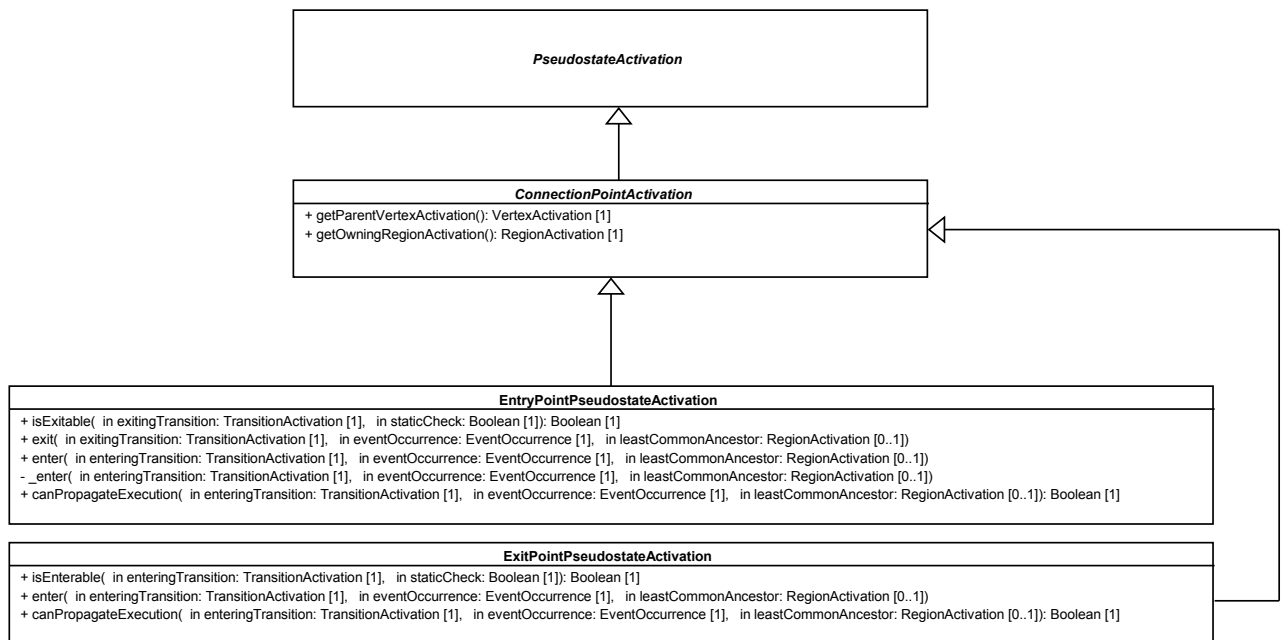 PseudostateActivation
ConnectionPointActivation
+ getParentVertexActivation(): VertexActivation [1]
+ getOwningRegionActivation(): RegionActivation [1]
EntryPointPseudostateActivation
+ isExitable( in exitingTransition: TransitionActivation [1], in staticCheck: Boolean [1]): Boolean [1]
+ exit( in exitingTransition: TransitionActivation [1], in eventOccurrence: EventOccurrence [1], in leastCommonAncestor: RegionActivation [0..1])
+ enter( in enteringTransition: TransitionActivation [1], in eventOccurrence: EventOccurrence [1], in leastCommonAncestor: RegionActivation [0..1])
- _enter( in enteringTransition: TransitionActivation [1], in eventOccurrence: EventOccurrence [1], in leastCommonAncestor: RegionActivation [0..1])
+ canPropagateExecution( in enteringTransition: TransitionActivation [1], in eventOccurrence: EventOccurrence [1], in leastCommonAncestor: RegionActivation [0..1]): Boolean [1]
ExitPointPseudostateActivation
+ isEnterable( in enteringTransition: TransitionActivation [1], in staticCheck: Boolean [1]): Boolean [1]
+ enter( in enteringTransition: TransitionActivation [1], in eventOccurrence: EventOccurrence [1], in leastCommonAncestor: RegionActivation [0..1])
+ canPropagateExecution( in enteringTransition: TransitionActivation [1], in eventOccurrence: EventOccurrence [1], in leastCommonAncestor: RegionActivation [0..1]): Boolean [1]